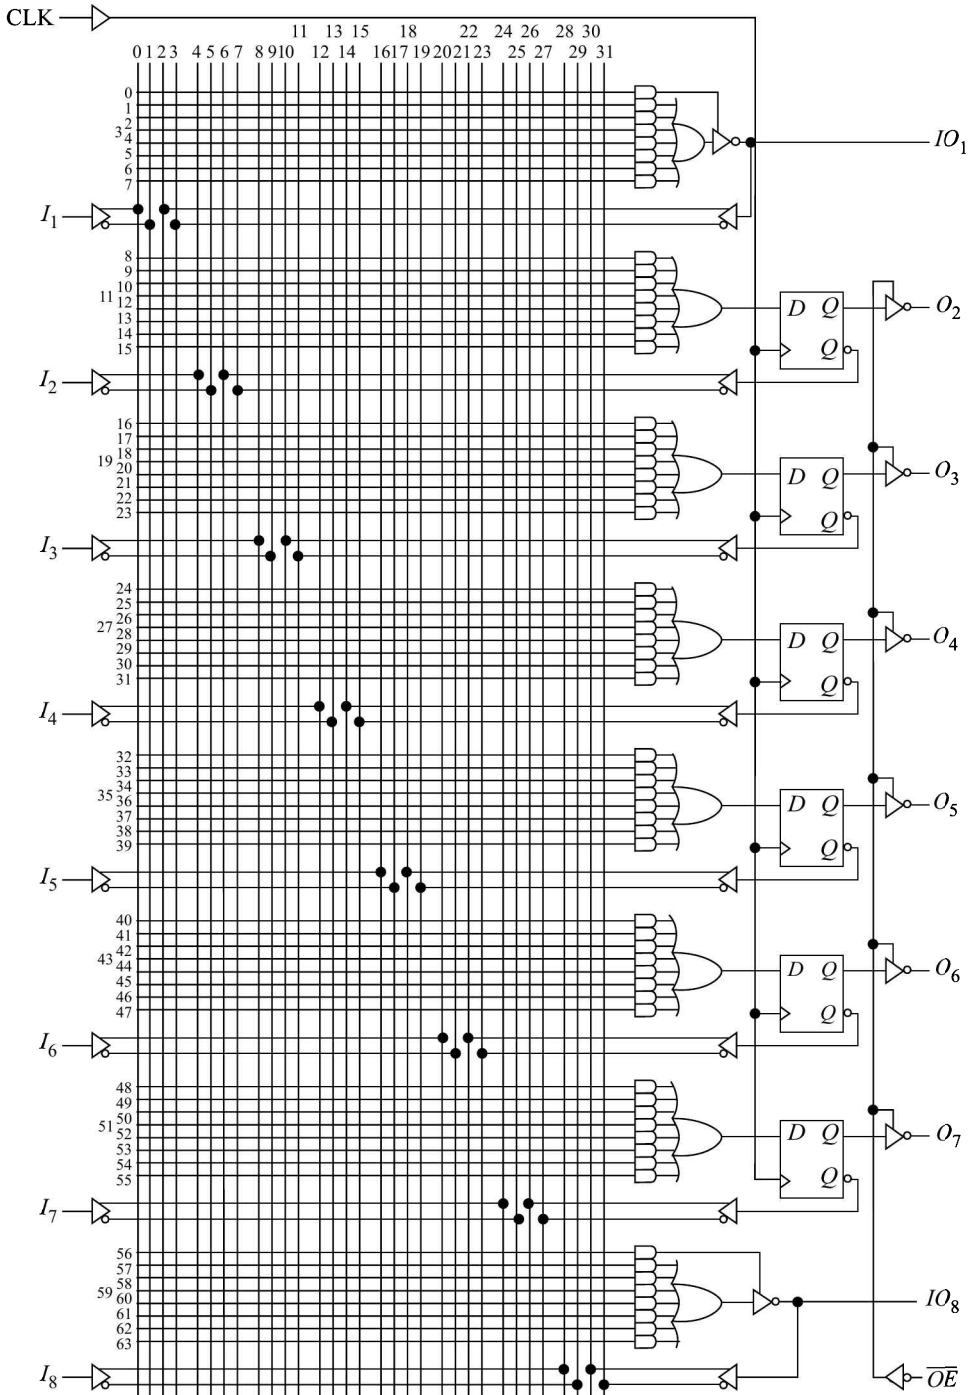 CLK
11 13 15 18 22 24 26 28 30
0 1 2 3 4 5 6 7 8 9 10 12 14 16 17 19 20 21 23 25 27 29 31
0
1
2
3
4
5
6
7
IO₁
I₁
8
9
10
11
12
13
14
15
D Q
O₂
Q
I₂
16
17
18
19
20
21
22
23
D Q
O₃
Q
I₃
24
25
26
27
28
29
30
31
D Q
O₄
Q
I₄
32
33
34
35
36
37
38
39
D Q
O₅
Q
I₅
40
41
42
43
44
45
46
47
D Q
O₆
Q
I₆
48
49
50
51
52
53
54
55
D Q
O₇
Q
I₇
56
57
58
59
60
61
62
63
IO₈
I₈
O̅E̅